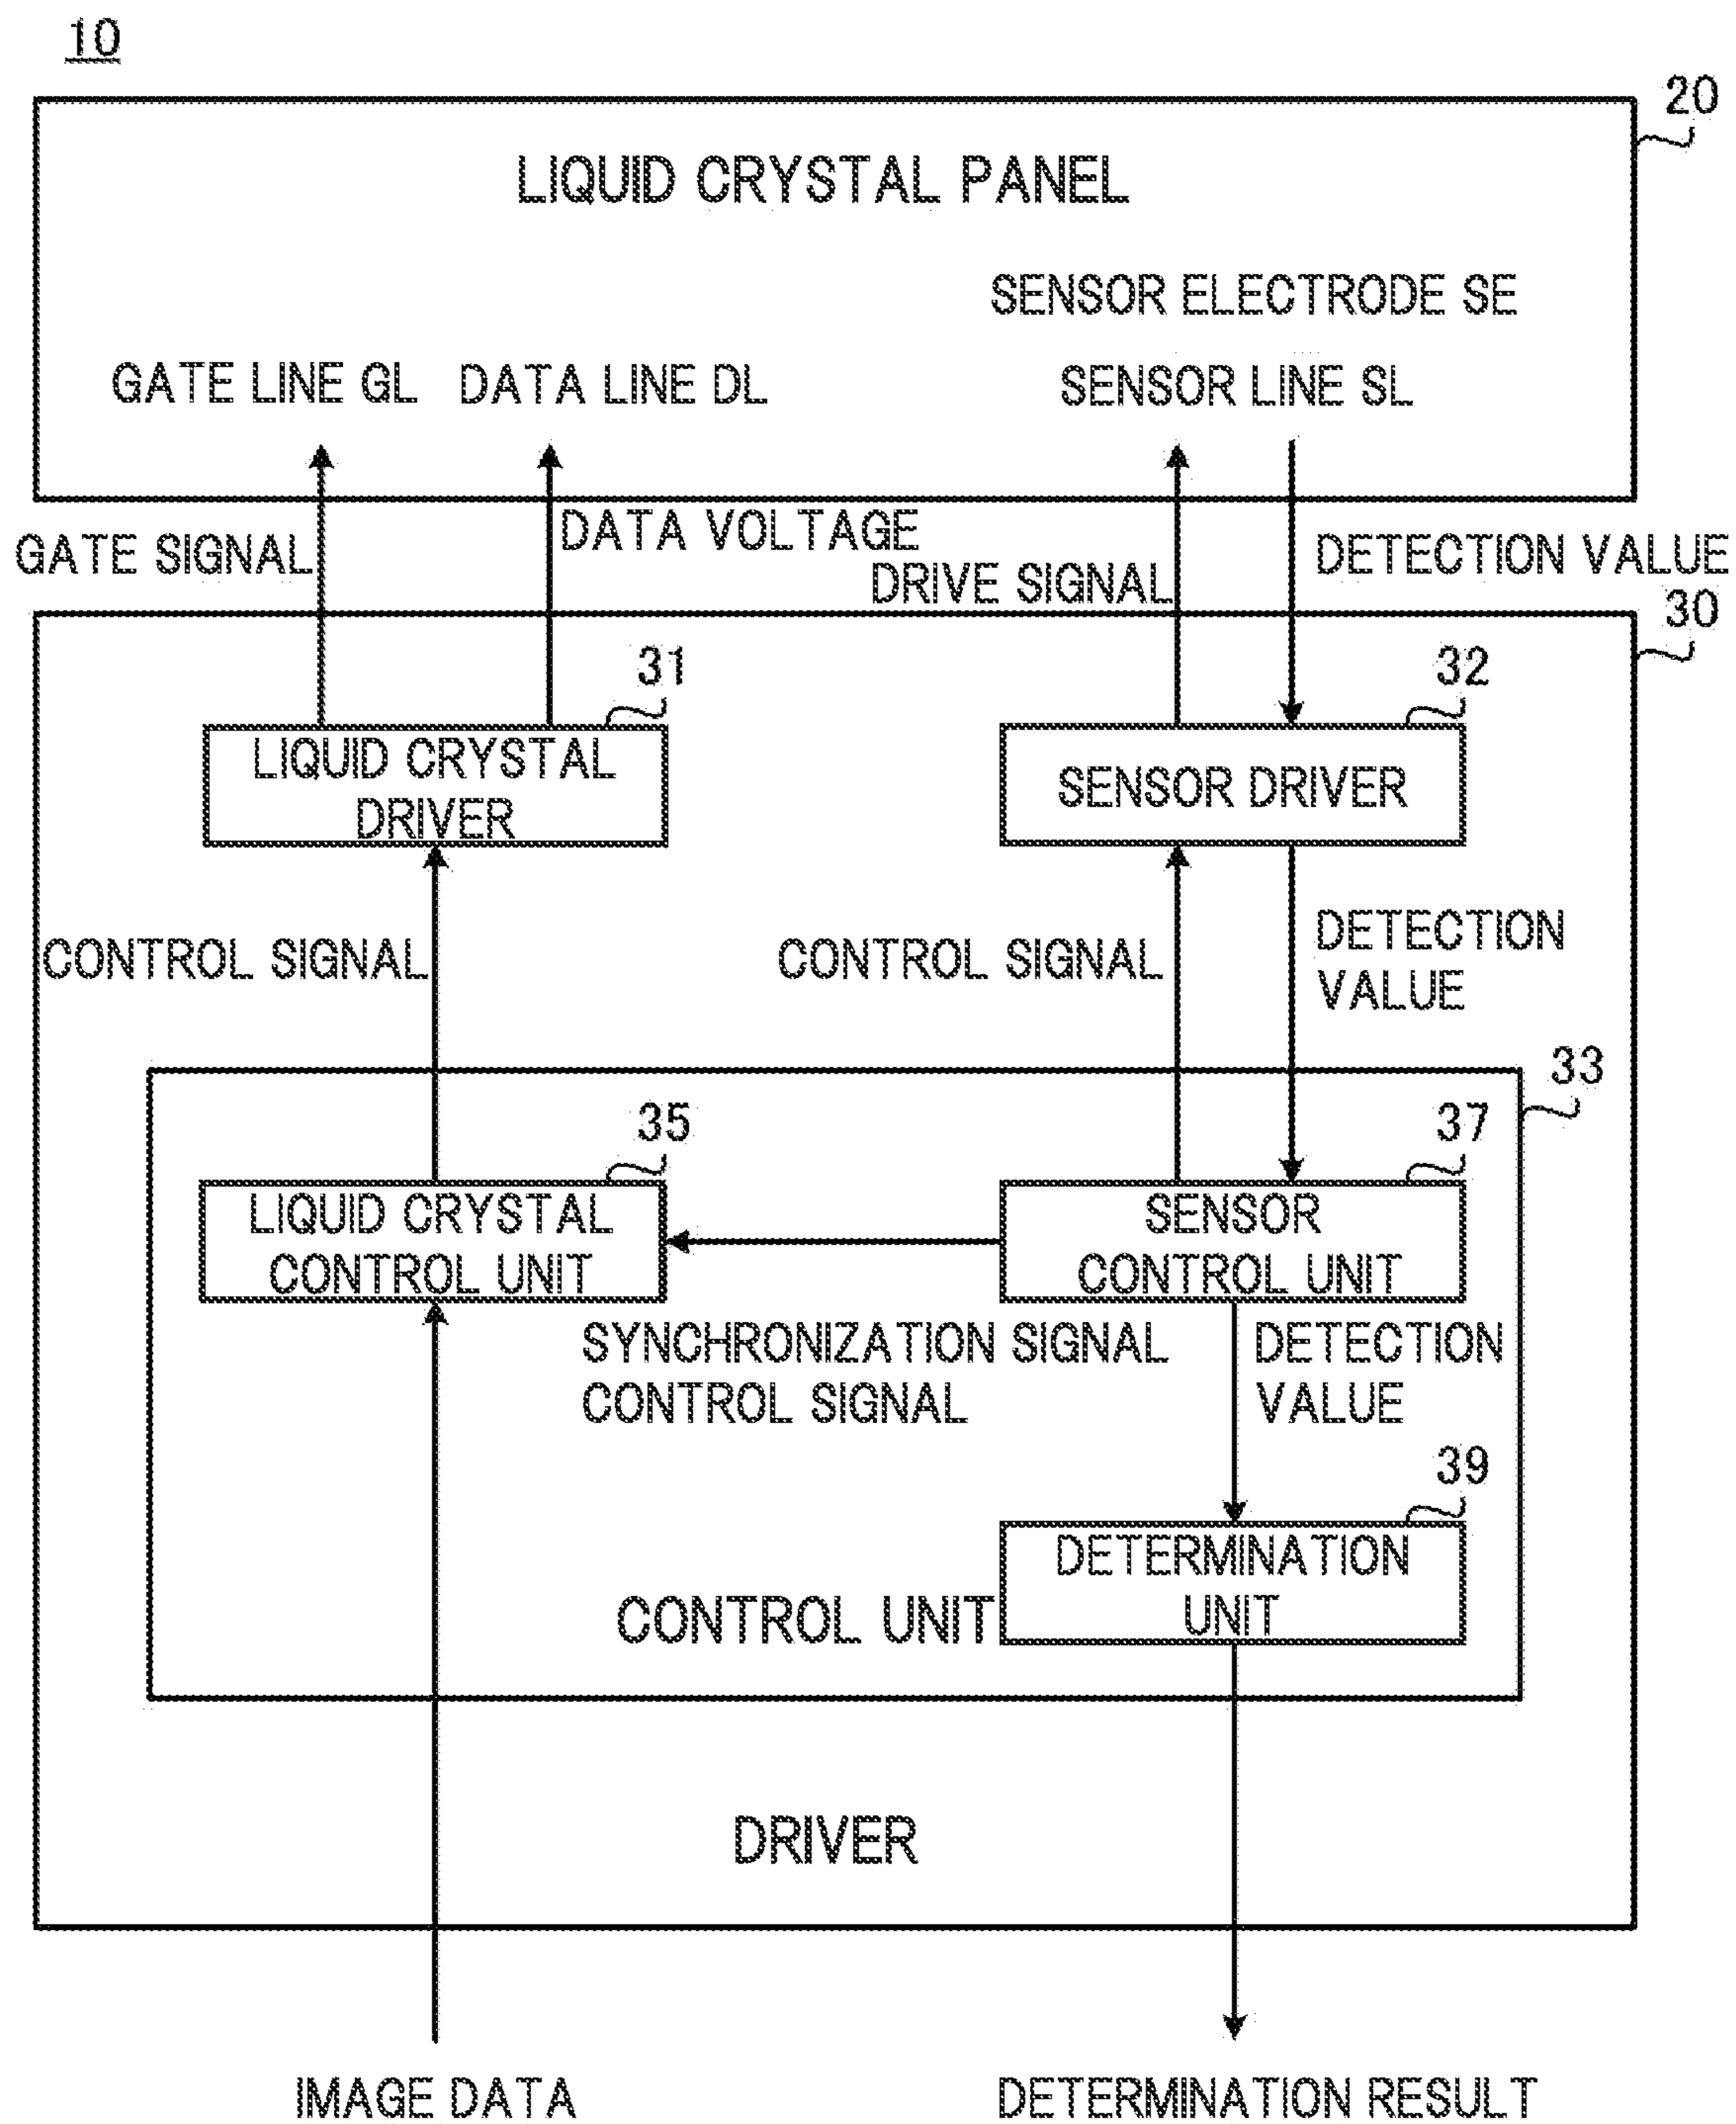 10
20
LIQUID CRYSTAL PANEL
SENSOR ELECTRODE SE
GATE LINE GL
DATA LINE DL
SENSOR LINE SL
GATE SIGNAL
DATA VOLTAGE
DRIVE SIGNAL
DETECTION VALUE
30
31
32
LIQUID CRYSTAL
DRIVER
SENSOR DRIVER
CONTROL SIGNAL
CONTROL SIGNAL
DETECTION
VALUE
33
35
37
LIQUID CRYSTAL
CONTROL UNIT
SENSOR
CONTROL UNIT
SYNCHRONIZATION SIGNAL
CONTROL SIGNAL
DETECTION
VALUE
39
DETERMINATION
UNIT
CONTROL UNIT
DRIVER
IMAGE DATA
DETERMINATION RESULT